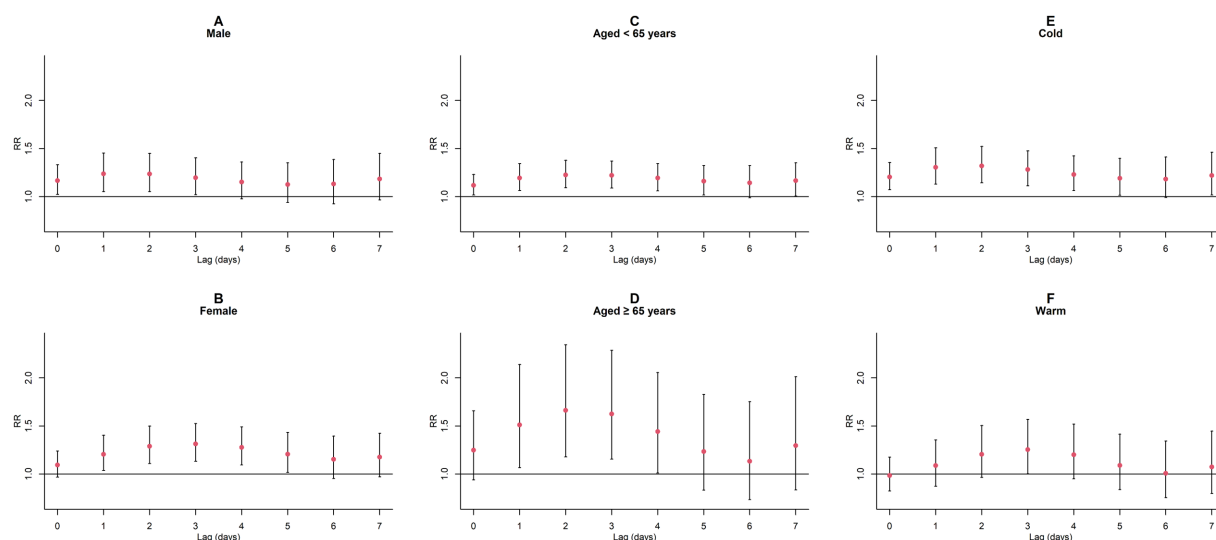 A
Male
RR
2.0
1.5
1.0
0 1 2 3 4 5 6 7
Lag (days)
C
Aged < 65 years
RR
2.0
1.5
1.0
0 1 2 3 4 5 6 7
Lag (days)
E
Cold
RR
2.0
1.5
1.0
0 1 2 3 4 5 6 7
Lag (days)
B
Female
RR
2.0
1.5
1.0
0 1 2 3 4 5 6 7
Lag (days)
D
Aged ≥ 65 years
RR
2.0
1.5
1.0
0 1 2 3 4 5 6 7
Lag (days)
F
Warm
RR
2.0
1.5
1.0
0 1 2 3 4 5 6 7
Lag (days)